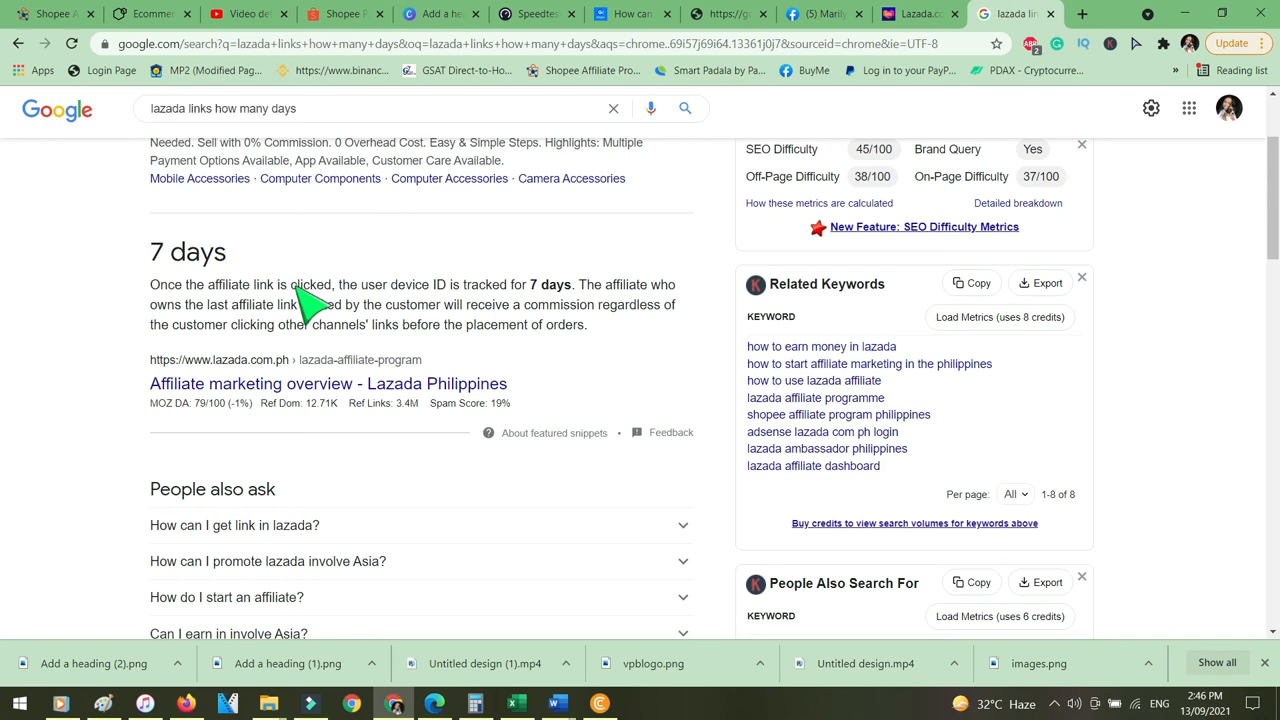 Shopee A
Ecommer
Video det
Shopee P
Add a hea
Speedtes
How can
https://go
(5) Marily
Lazada.co
lazada lin
google.com/search?q=lazada+links+how+many+days&oq=lazada+links+how+many+days&aqs=chrome..69i57j69i64.13361j0j7&sourceid=chrome&ie=UTF-8
ABP
2
IQ
K
Update
Apps
Login Page
MP2 (Modified Pag...
https://www.binanc...
GSAT Direct-to-Ho...
Shopee Affiliate Pro...
Smart Padala by Pa...
BuyMe
Log in to your PayP...
PDAX - Cryptocurre...
»
Reading list
Google
lazada links how many days
Needed. Sell with 0% Commission. 0 Overhead Cost. Easy & Simple Steps. Highlights: Multiple
Payment Options Available, App Available, Customer Care Available.
Mobile Accessories · Computer Components · Computer Accessories · Camera Accessories
7 days
Once the affiliate link is clicked, the user device ID is tracked for 7 days. The affiliate who
owns the last affiliate link by the customer will receive a commission regardless of
the customer clicking other channels' links before the placement of orders.
https://www.lazada.com.ph › lazada-affiliate-program
Affiliate marketing overview - Lazada Philippines
MOZ DA: 79/100 (-1%) Ref Dom: 12.71K Ref Links: 3.4M Spam Score: 19%
About featured snippets • Feedback
People also ask
How can I get link in lazada?
How can I promote lazada involve Asia?
How do I start an affiliate?
Can I earn in involve Asia?
SEO Difficulty 45/100 Brand Query Yes
Off-Page Difficulty 38/100 On-Page Difficulty 37/100
How these metrics are calculated Detailed breakdown
New Feature: SEO Difficulty Metrics
K Related Keywords Copy Export
KEYWORD Load Metrics (uses 8 credits)
how to earn money in lazada
how to start affiliate marketing in the philippines
how to use lazada affiliate
lazada affiliate programme
shopee affiliate program philippines
adsense lazada com ph login
lazada ambassador philippines
lazada affiliate dashboard
Per page: All 1-8 of 8
Buy credits to view search volumes for keywords above
K People Also Search For Copy Export
KEYWORD Load Metrics (uses 6 credits)
Add a heading (2).png
Add a heading (1).png
Untitled design (1).mp4
vpblogo.png
Untitled design.mp4
images.png
Show all
32°C Haze
ENG
2:46 PM
13/09/2021